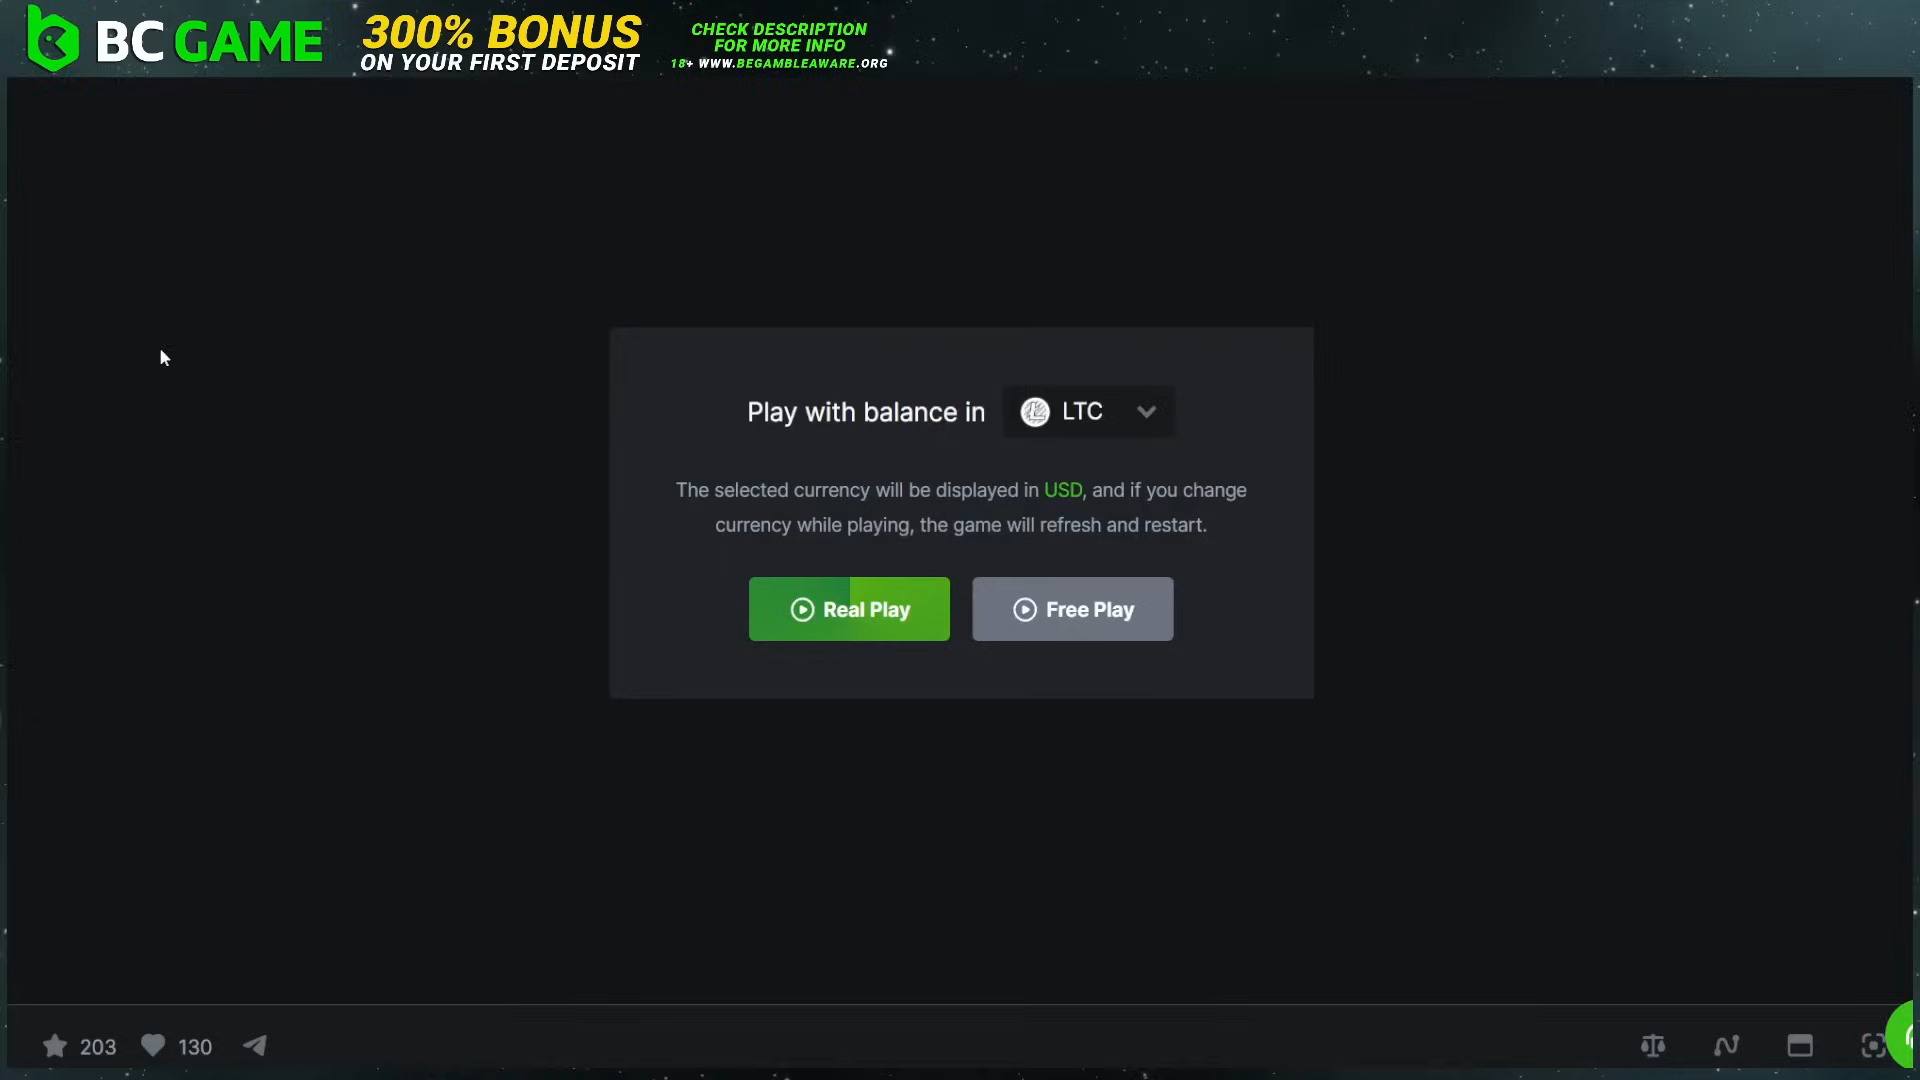 BC GAME
300% BONUS
ON YOUR FIRST DEPOSIT
CHECK DESCRIPTION
FOR MORE INFO
18+ WWW.BEGAMBLEAWARE.ORG
Play with balance in LTC
The selected currency will be displayed in USD, and if you change
currency while playing, the game will refresh and restart.
Real Play Free Play
203 130